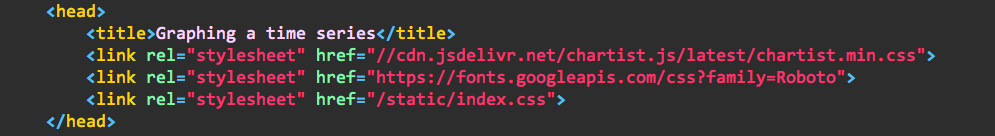 <head>
<title>Graphing a time series</title>
<link rel="stylesheet" href="//cdn.jsdelivr.net/chartist.js/latest/chartist.min.css">
<link rel="stylesheet" href="https://fonts.googleapis.com/css?family=Roboto">
<link rel="stylesheet" href="/static/index.css">
</head>